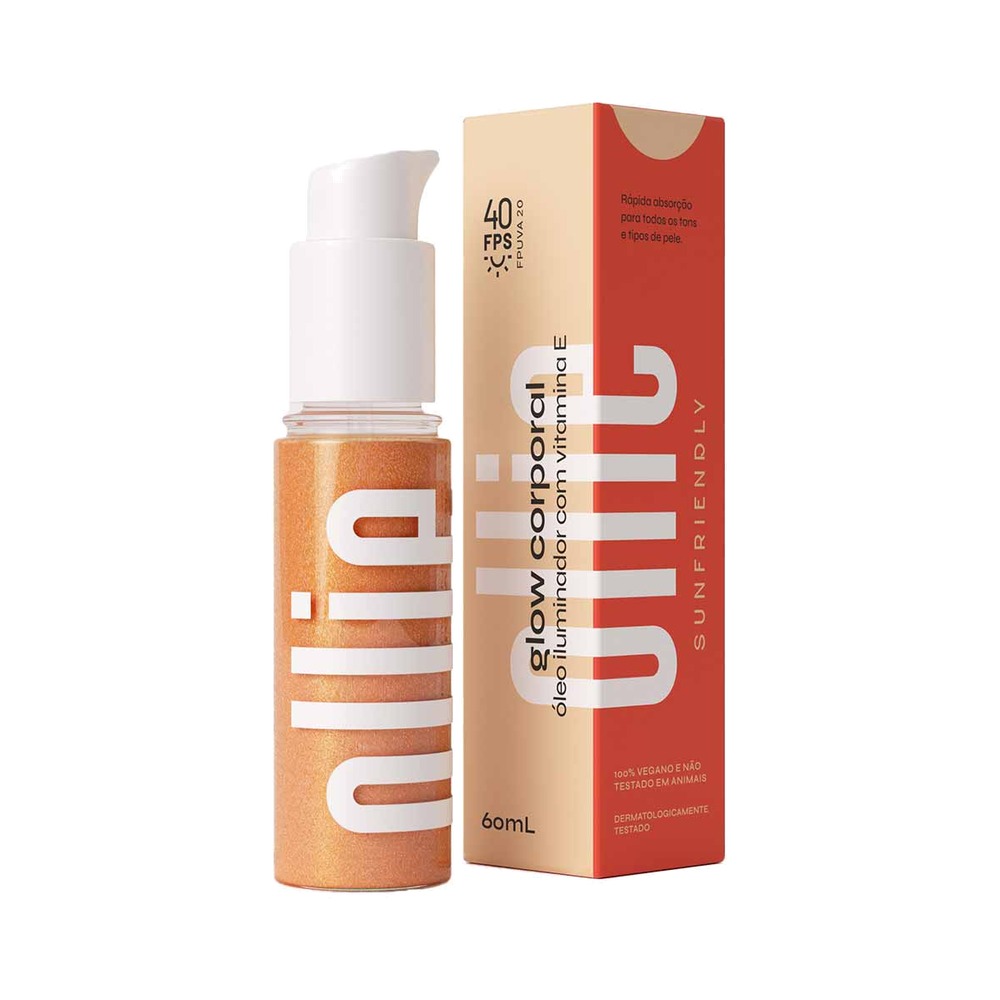 ollie
40
FPS
FPUVA 20
glow corporal
óleo iluminador com vitamina E
60mL
ollie
Rápida absorção
para todos os tons
e tipos de pele.
SUNFRIENDLY
100% VEGANO E NÃO
TESTADO EM ANIMAIS
DERMATOLOGICAMENTE
TESTADO